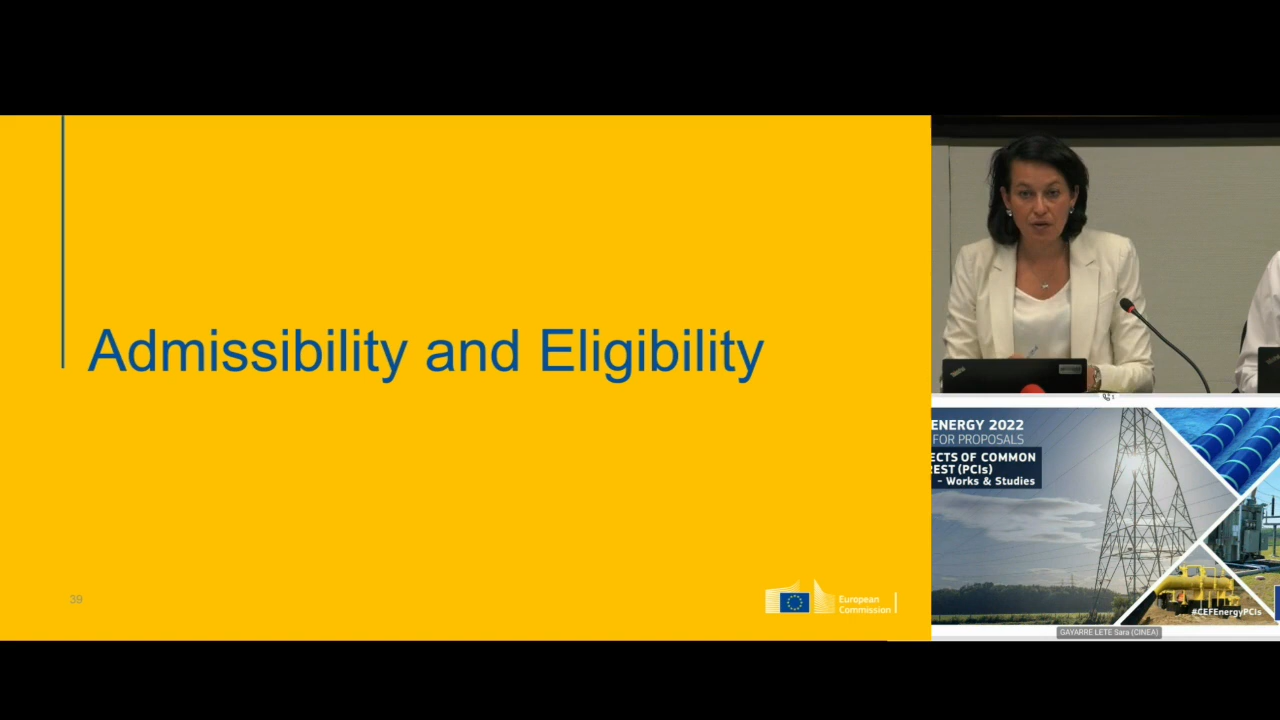 Admissibility and Eligibility
39
European
Commission
ENERGY 2022
FOR PROPOSALS
ECTS OF COMMON
EST (PCIs)
- Works & Studies
#CEFEnergyPCIs
GAYARRE LETE Sara (CINEA)